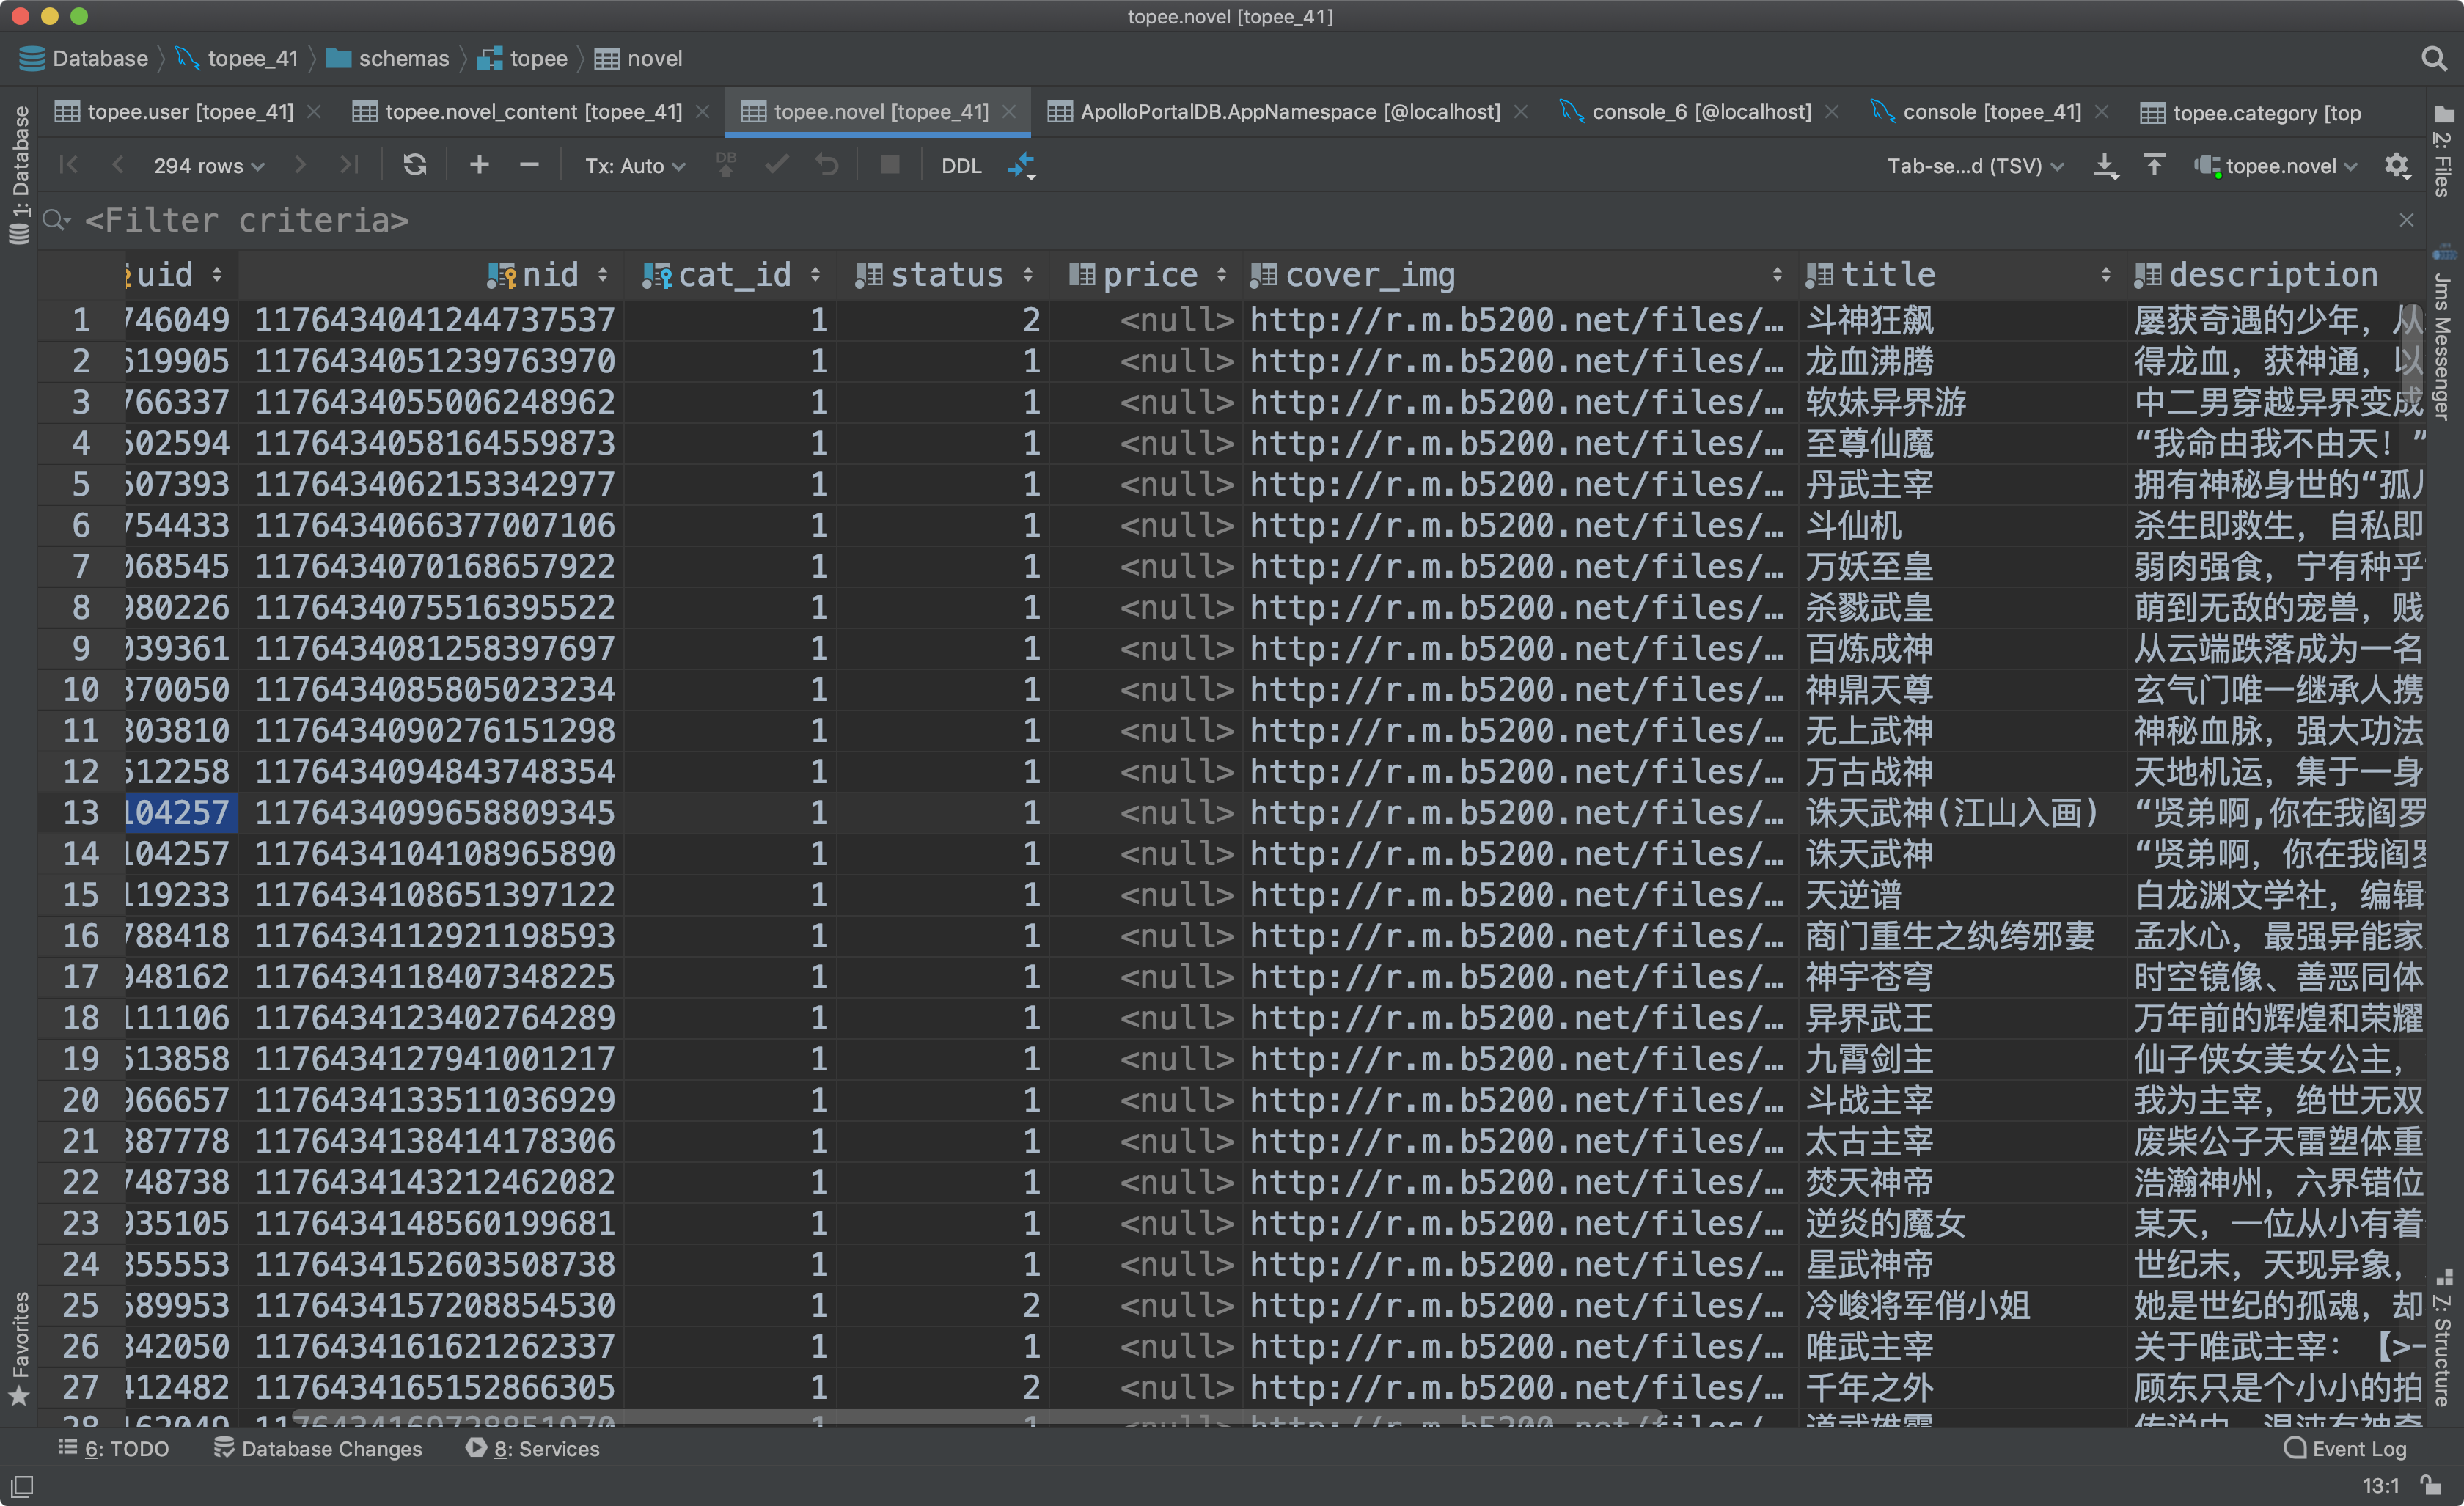 topee.novel [topee_41]
Database topee_41 schemas topee novel
topee.user [topee_41] topee.novel_content [topee_41] topee.novel [topee_41] ApolloPortalDB.AppNamespace [@localhost] console_6 [@localhost] console [topee_41] topee.category [top
294 rows Tx: Auto DB DDL Tab-se...d (TSV) topee.novel
<Filter criteria>
uid nid cat_id status price cover_img title description
1 746049 1176434041244737537 1 2 <null> http://r.m.b5200.net/files/… 斗神狂飙 屡获奇遇的少年，从
2 619905 1176434051239763970 1 1 <null> http://r.m.b5200.net/files/… 龙血沸腾 得龙血，获神通，以
3 766337 1176434055006248962 1 1 <null> http://r.m.b5200.net/files/… 软妹异界游 中二男穿越异界变成
4 502594 1176434058164559873 1 1 <null> http://r.m.b5200.net/files/… 至尊仙魔 “我命由我不由天！”
5 507393 1176434062153342977 1 1 <null> http://r.m.b5200.net/files/… 丹武主宰 拥有神秘身世的“孤儿
6 754433 1176434066377007106 1 1 <null> http://r.m.b5200.net/files/… 斗仙机 杀生即救生，自私即
7 068545 1176434070168657922 1 1 <null> http://r.m.b5200.net/files/… 万妖至皇 弱肉强食，宁有种乎
8 980226 1176434075516395522 1 1 <null> http://r.m.b5200.net/files/… 杀戮武皇 萌到无敌的宠兽，贱
9 039361 1176434081258397697 1 1 <null> http://r.m.b5200.net/files/… 百炼成神 从云端跌落成为一名
10 370050 1176434085805023234 1 1 <null> http://r.m.b5200.net/files/… 神鼎天尊 玄气门唯一继承人携
11 303810 1176434090276151298 1 1 <null> http://r.m.b5200.net/files/… 无上武神 神秘血脉，强大功法
12 512258 1176434094843748354 1 1 <null> http://r.m.b5200.net/files/… 万古战神 天地机运，集于一身
13 104257 1176434099658809345 1 1 <null> http://r.m.b5200.net/files/… 诛天武神(江山入画) “贤弟啊,你在我阎罗
14 104257 1176434104108965890 1 1 <null> http://r.m.b5200.net/files/… 诛天武神 “贤弟啊，你在我阎罗
15 119233 1176434108651397122 1 1 <null> http://r.m.b5200.net/files/… 天逆谱 白龙渊文学社，编辑
16 788418 1176434112921198593 1 1 <null> http://r.m.b5200.net/files/… 商门重生之纨绔邪妻 孟水心，最强异能家
17 948162 1176434118407348225 1 1 <null> http://r.m.b5200.net/files/… 神宇苍穹 时空镜像、善恶同体
18 111106 1176434123402764289 1 1 <null> http://r.m.b5200.net/files/… 异界武王 万年前的辉煌和荣耀
19 513858 1176434127941001217 1 1 <null> http://r.m.b5200.net/files/… 九霄剑主 仙子侠女美女公主，
20 966657 1176434133511036929 1 1 <null> http://r.m.b5200.net/files/… 斗战主宰 我为主宰，绝世无双
21 387778 1176434138414178306 1 1 <null> http://r.m.b5200.net/files/… 太古主宰 废柴公子天雷塑体重
22 748738 1176434143212462082 1 1 <null> http://r.m.b5200.net/files/… 焚天神帝 浩瀚神州，六界错位
23 935105 1176434148560199681 1 1 <null> http://r.m.b5200.net/files/… 逆炎的魔女 某天，一位从小有着
24 355553 1176434152603508738 1 1 <null> http://r.m.b5200.net/files/… 星武神帝 世纪末，天现异象，
25 589953 1176434157208854530 1 2 <null> http://r.m.b5200.net/files/… 冷峻将军俏小姐 她是世纪的孤魂，却
26 342050 1176434161621262337 1 1 <null> http://r.m.b5200.net/files/… 唯武主宰 关于唯武主宰：【>-
27 412482 1176434165152866305 1 2 <null> http://r.m.b5200.net/files/… 千年之外 顾东只是个小小的拍
1: Database
Favorites
2: Files
Jms Messenger
7: Structure
6: TODO Database Changes 8: Services Event Log
13:1